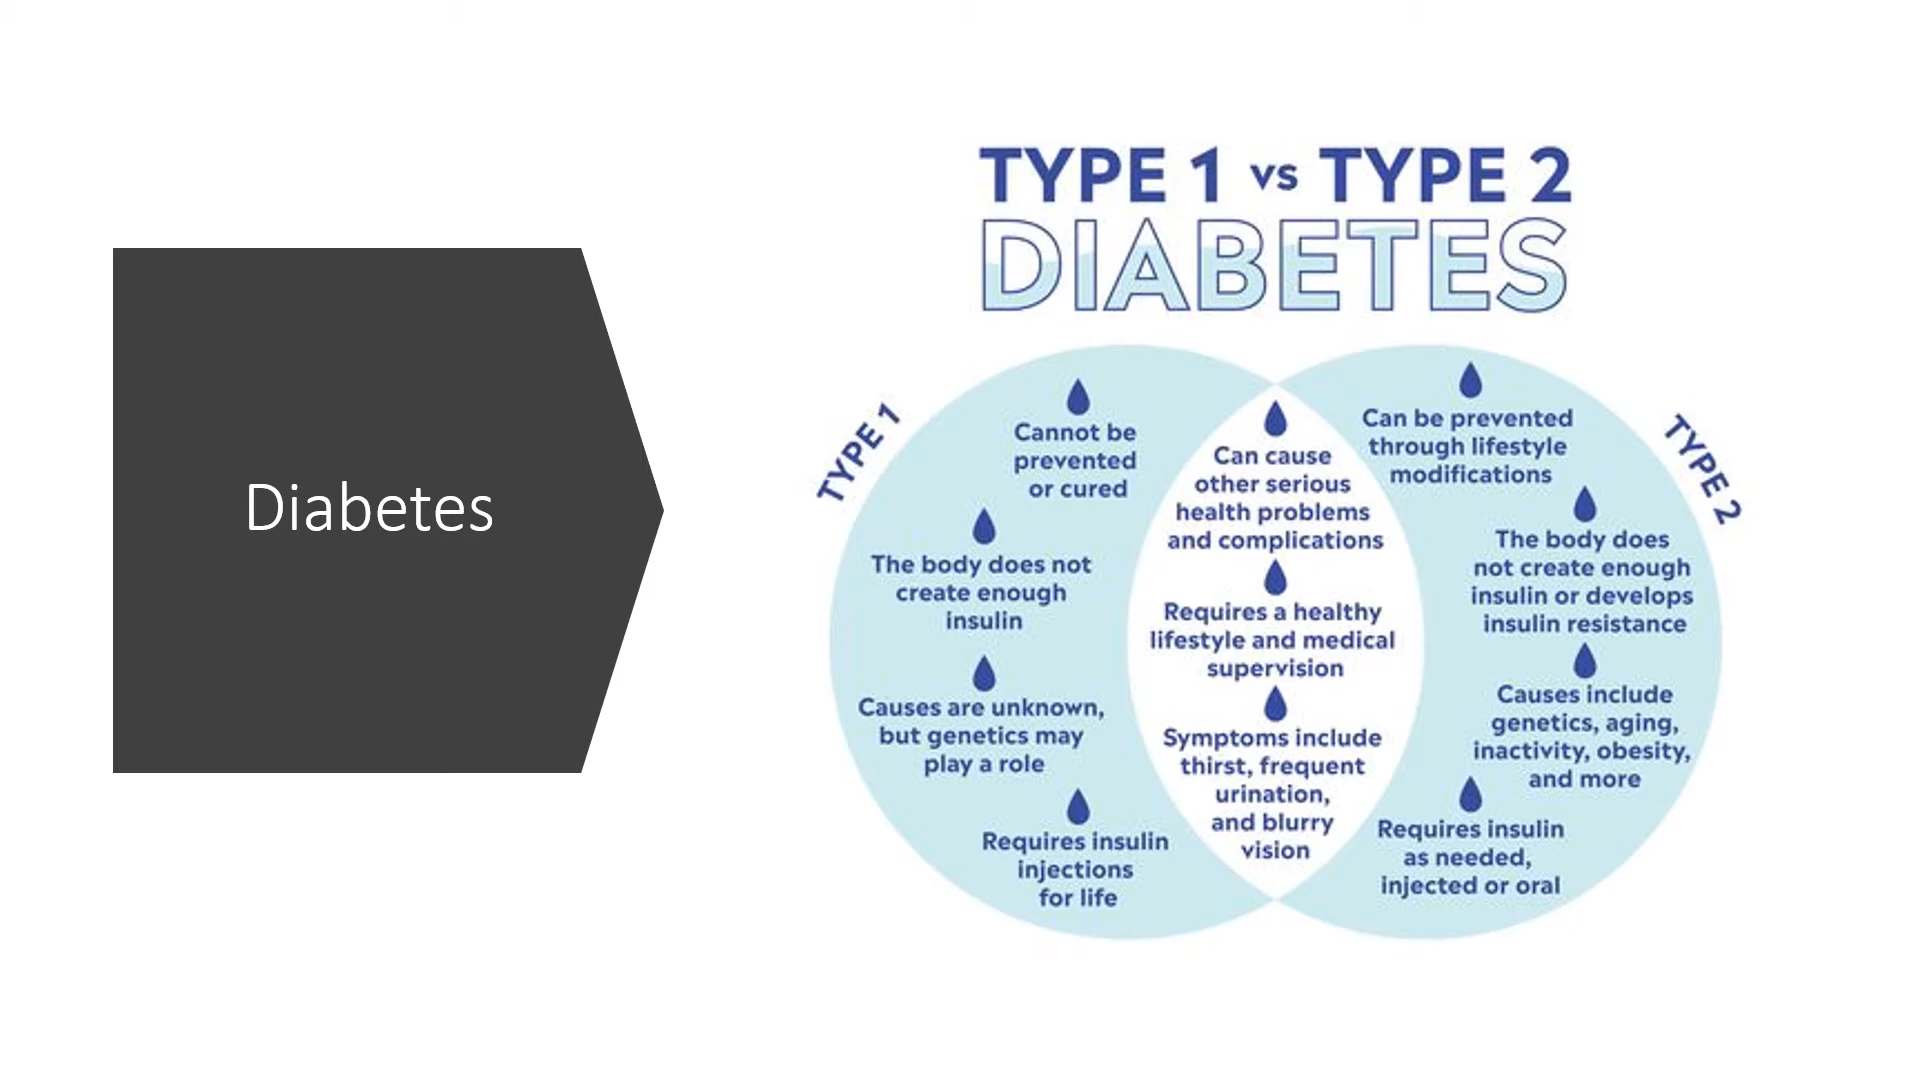 Diabetes
TYPE 1 vs TYPE 2
DIABETES
TYPE 1
Cannot be
prevented
or cured
The body does not
create enough
insulin
Causes are unknown,
but genetics may
play a role
Requires insulin
injections
for life
Can cause
other serious
health problems
and complications
Requires a healthy
lifestyle and medical
supervision
Symptoms include
thirst, frequent
urination,
and blurry
vision
TYPE 2
Can be prevented
through lifestyle
modifications
The body does
not create enough
insulin or develops
insulin resistance
Causes include
genetics, aging,
inactivity, obesity,
and more
Requires insulin
as needed,
injected or oral